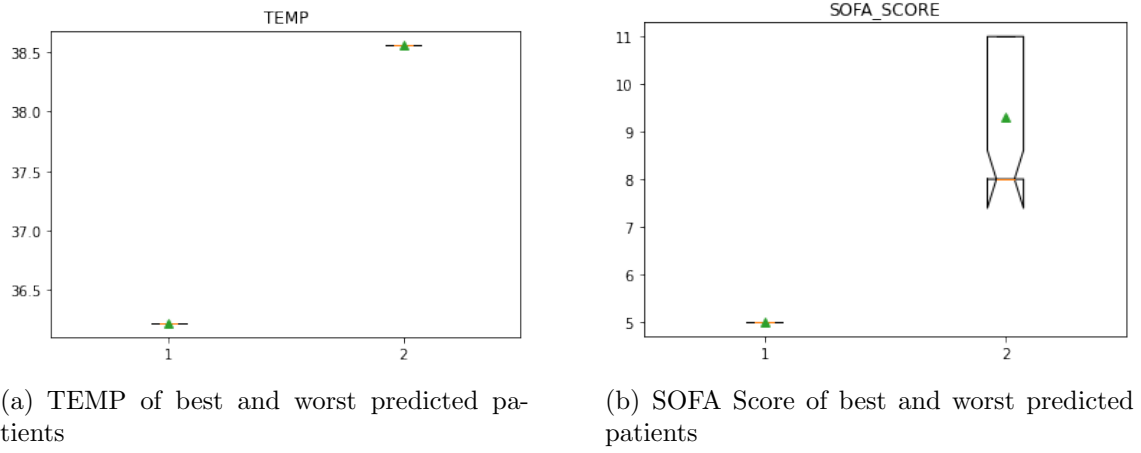 TEMP
38.5
38.0
37.5
37.0
36.5
1 2
SOFA_SCORE
11
10
9
8
7
6
5
1 2
(a) TEMP of best and worst predicted pa-
tients
(b) SOFA Score of best and worst predicted
patients